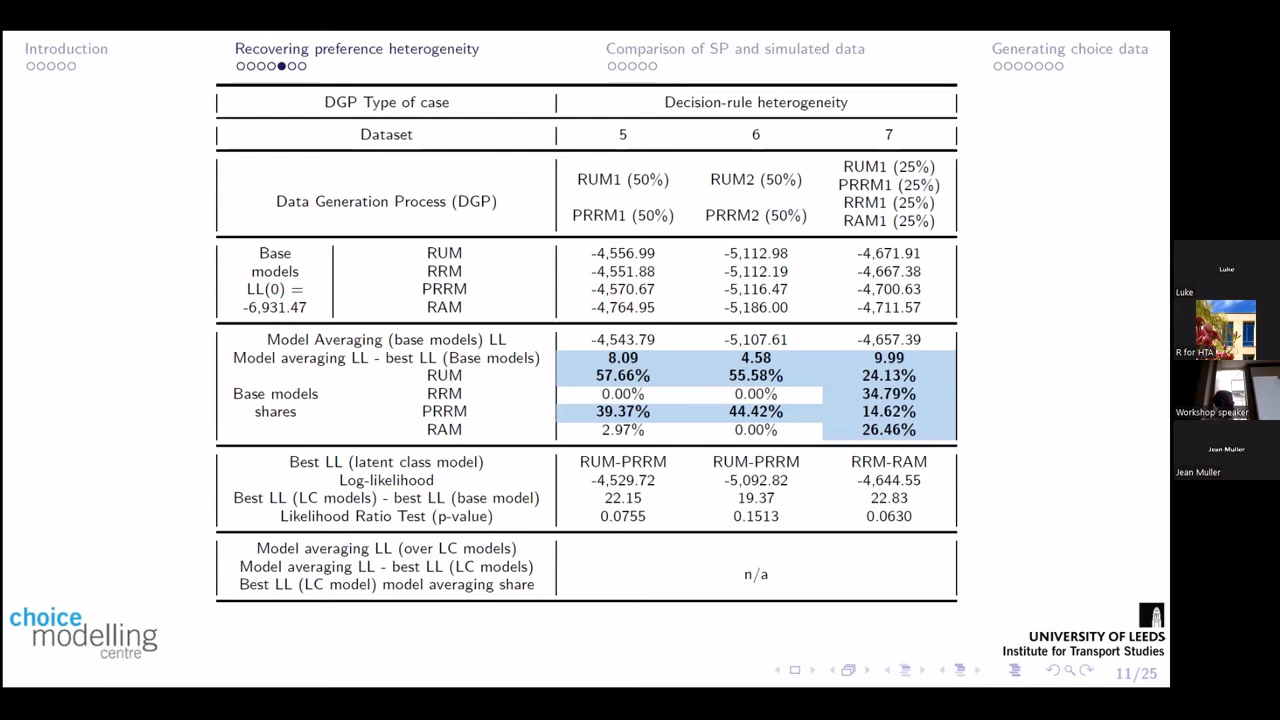 Introduction
Recovering preference heterogeneity
Comparison of SP and simulated data
Generating choice data
DGP Type of case Decision-rule heterogeneity
Dataset 5 6 7
Data Generation Process (DGP)
RUM1 (50%)
PRRM1 (50%)
RUM2 (50%)
PRRM2 (50%)
RUM1 (25%)
PRRM1 (25%)
RRM1 (25%)
RAM1 (25%)
Base RUM -4,556.99 -5,112.98 -4,671.91
models RRM -4,551.88 -5,112.19 -4,667.38
LL(0) = PRRM -4,570.67 -5,116.47 -4,700.63
-6,931.47 RAM -4,764.95 -5,186.00 -4,711.57
Model Averaging (base models) LL -4,543.79 -5,107.61 -4,657.39
Model averaging LL - best LL (Base models) 8.09 4.58 9.99
RUM 57.66% 55.58% 24.13%
Base models RRM 0.00% 0.00% 34.79%
shares PRRM 39.37% 44.42% 14.62%
RAM 2.97% 0.00% 26.46%
Best LL (latent class model) RUM-PRRM RUM-PRRM RRM-RAM
Log-likelihood -4,529.72 -5,092.82 -4,644.55
Best LL (LC models) - best LL (base model) 22.15 19.37 22.83
Likelihood Ratio Test (p-value) 0.0755 0.1513 0.0630
Model averaging LL (over LC models)
Model averaging LL - best LL (LC models)
Best LL (LC model) model averaging share
n/a
choice
modelling
centre
UNIVERSITY OF LEEDS
Institute for Transport Studies
11/25
Luke
Luke
R for HTA
Workshop speaker
Jean Muller
Jean Muller